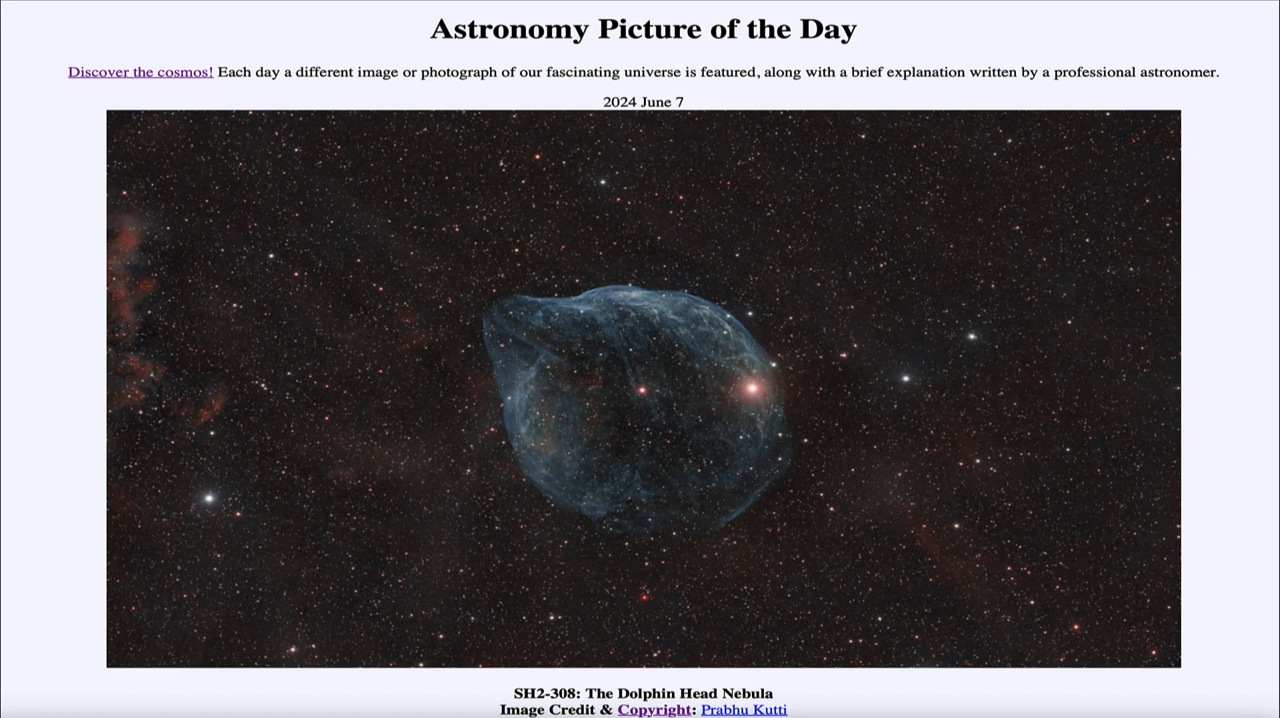 Astronomy Picture of the Day
Discover the cosmos! Each day a different image or photograph of our fascinating universe is featured, along with a brief explanation written by a professional astronomer.
2024 June 7
SH2-308: The Dolphin Head Nebula
Image Credit & Copyright: Prabhu Kutti